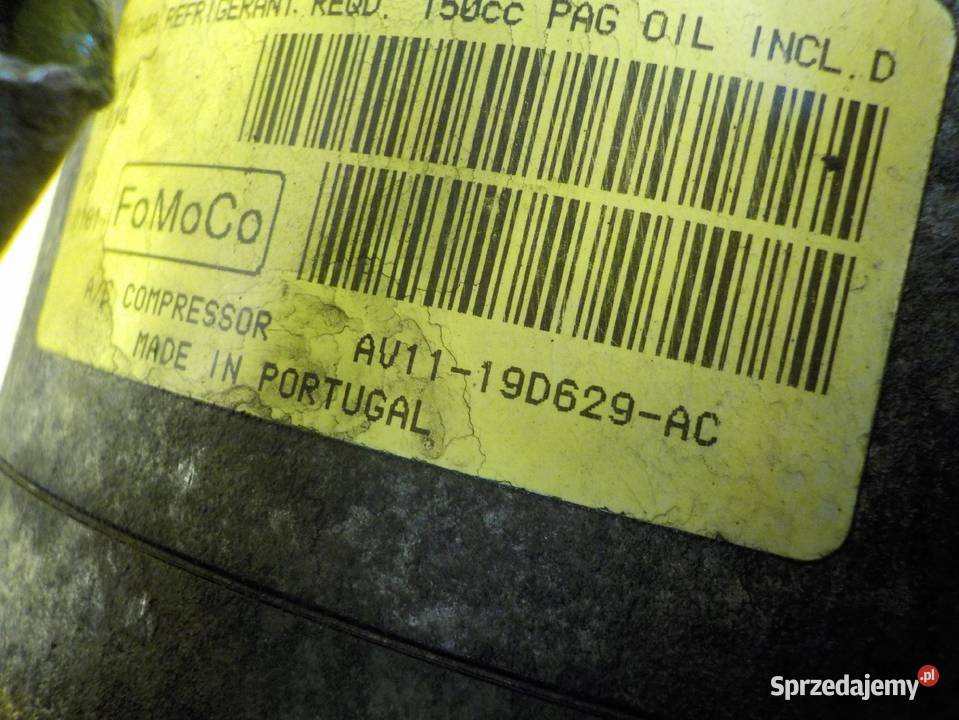 REFRIGERANT. REQD. 150cc PAG OIL INCL. D
FoMoCo
A/C COMPRESSOR AV11-19D629-AC
MADE IN PORTUGAL
Sprzedajemy.pl